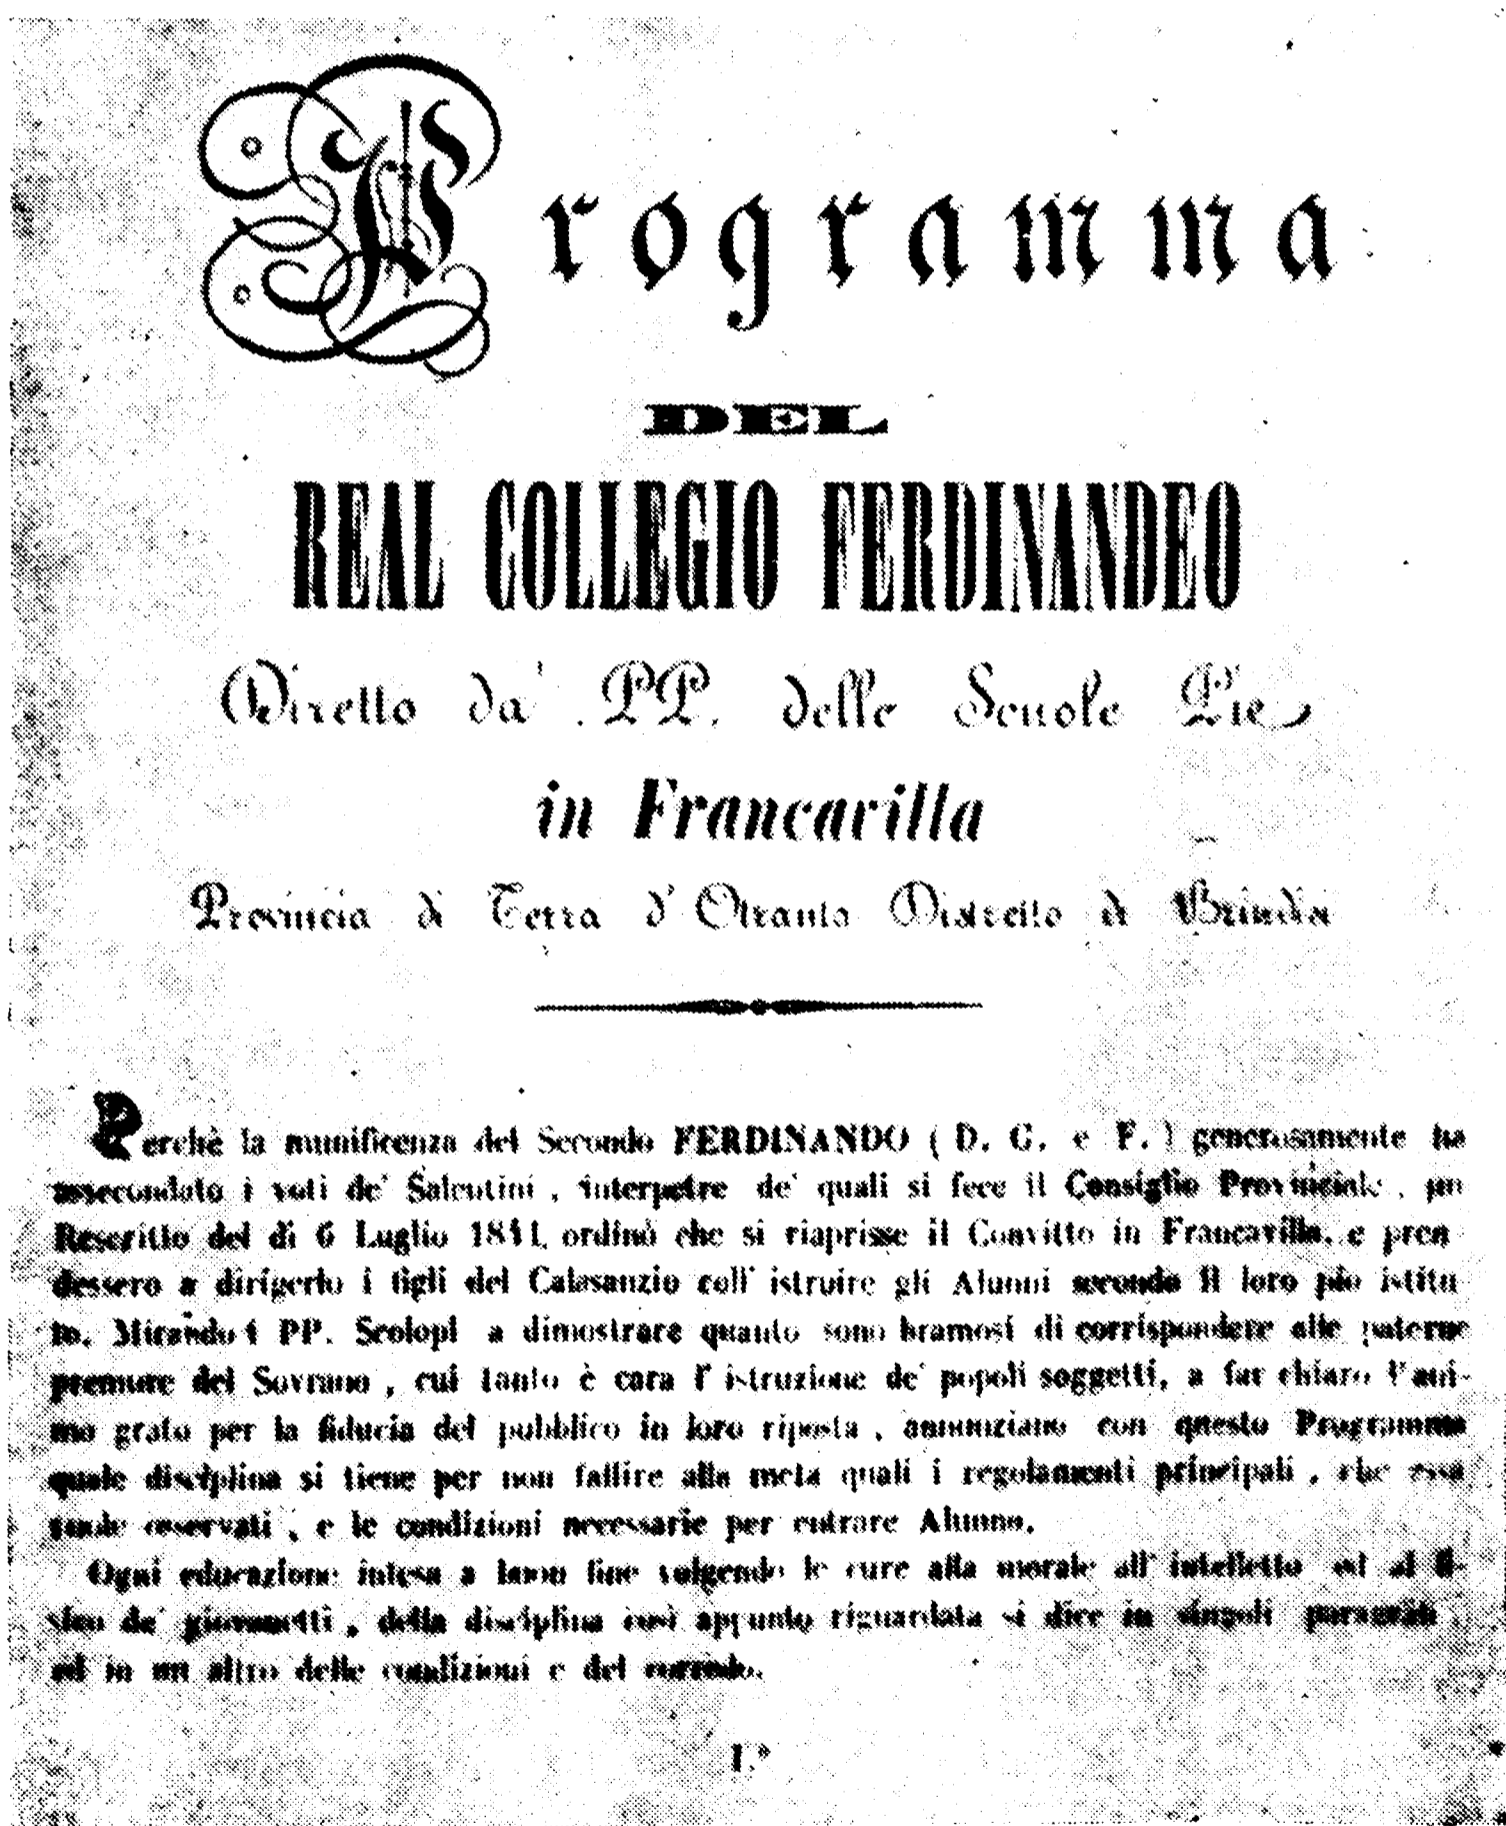 Programma
DEL
REAL COLLEGIO FERDINANDEO
Diretto da' PP. delle Scuole Pie
in Francavilla
Provincia di Terra d' Otranto Distretto di Brindisi
Perchè la munificenza del Secondo FERDINANDO ( D. G. e F. ) generosamente ha
assecondato i voti de' Salentini , interpetre de' quali si fece il Consiglio Provinciale , un
Rescritto del dì 6 Luglio ordinò che si riaprisse il Convitto in Francavilla, e pren
dessero a dirigerlo i figli del Calasanzio coll' istruire gli Alunni secondo il loro pio istitu
to. Mirando i PP. Scolopi a dimostrare quanto sono bramosi di corrispondere alle paterne
premure del Sovrano , cui tanto è cara l' istruzione de' popoli soggetti, a far chiaro l' ani-
mo grato per la fiducia del pubblico in loro riposta , annunziano con questo Programma
quale disciplina si tiene per non fallire alla meta quali i regolamenti principali , che essa
vuole osservati , e le condizioni necessarie per entrare Alunno.
Ogni educazione intesa a buon fine volgendo le cure alla morale all' intelletto ed al fi-
sico de' giovanetti , della disciplina così appunto riguardata si dice in singoli paragrafi
ed in un altro delle condizioni e del corredo.
I.°